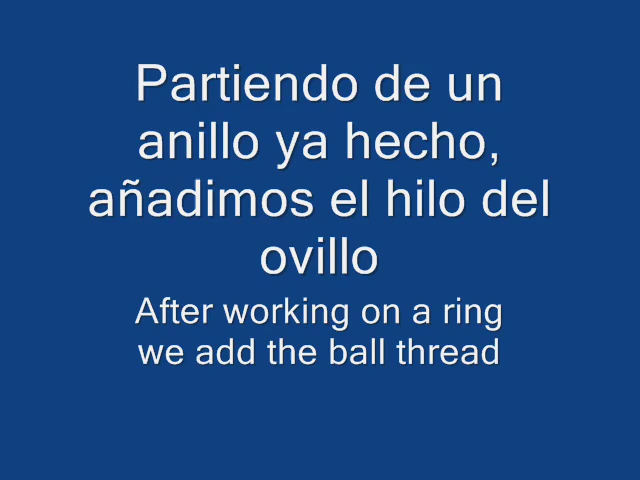 Partiendo de un
anillo ya hecho,
añadimos el hilo del
ovillo
After working on a ring
we add the ball thread